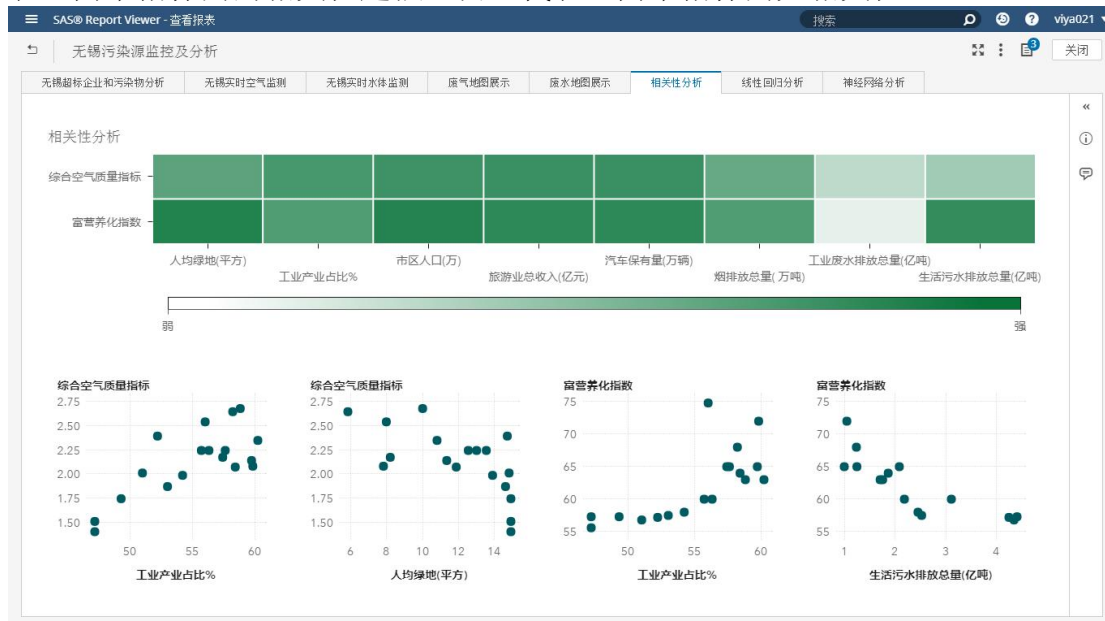 SAS® Report Viewer - 查看报表
搜索
viya021
无锡污染源监控及分析
3
关闭
无锡超标企业和污染物分析
无锡实时空气监测
无锡实时水体监测
废气地图展示
废水地图展示
相关性分析
线性回归分析
神经网络分析
相关性分析
综合空气质量指标
富营养化指数
人均绿地(平方)
工业产业占比%
市区人口(万)
旅游业总收入(亿元)
汽车保有量(万辆)
烟排放总量( 万吨)
工业废水排放总量(亿吨)
生活污水排放总量(亿吨)
弱
强
综合空气质量指标
2.75
2.50
2.25
2.00
1.75
1.50
50 55 60
工业产业占比%
综合空气质量指标
2.75
2.50
2.25
2.00
1.75
1.50
6 8 10 12 14
人均绿地(平方)
富营养化指数
75
70
65
60
55
50 55 60
工业产业占比%
富营养化指数
75
70
65
60
55
1 2 3 4
生活污水排放总量(亿吨)